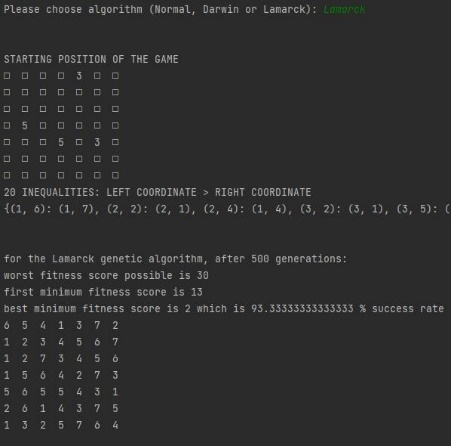 Please choose algorithm (Normal, Darwin or Lamarck): Lamarck
STARTING POSITION OF THE GAME
□ □ □ □ 3 □ □
□ □ □ □ □ □ □
□ □ □ □ □ □ □
□ 5 □ □ □ □ □
□ □ □ 5 □ 3 □
□ □ □ □ □ □ □
□ □ □ □ □ □ □
20 INEQUALITIES: LEFT COORDINATE > RIGHT COORDINATE
{(1, 6): (1, 7), (2, 2): (2, 1), (2, 4): (1, 4), (3, 2): (3, 1), (3, 5): (
for the Lamarck genetic algorithm, after 500 generations:
worst fitness score possible is 30
first minimum fitness score is 13
best minimum fitness score is 2 which is 93.33333333333333 % success rate
6 5 4 1 3 7 2
1 2 3 4 5 6 7
1 2 7 3 4 5 6
1 5 6 4 2 7 3
5 6 5 5 4 3 1
2 6 1 4 3 7 5
1 3 2 5 7 6 4